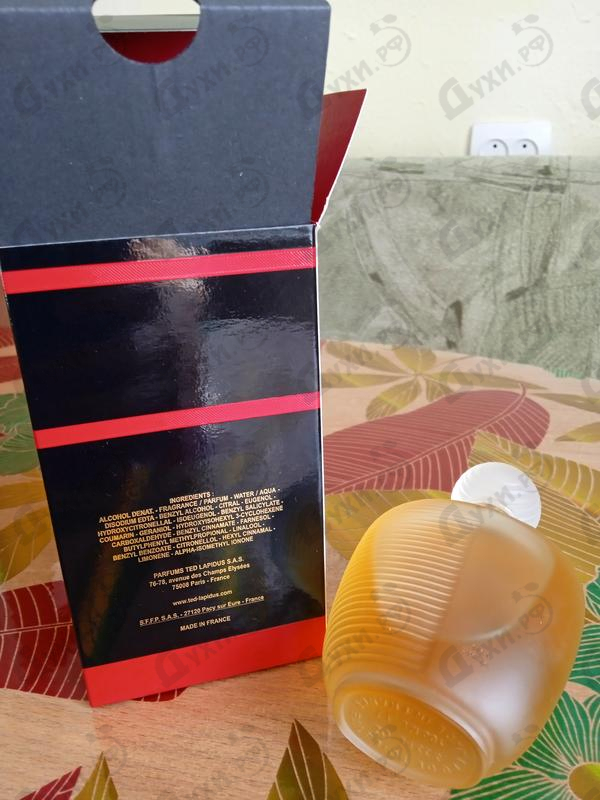 INGREDIENTS :
ALCOHOL DENAT. - FRAGRANCE / PARFUM - WATER / AQUA -
DISODIUM EDTA - BENZYL ALCOHOL - CITRAL - EUGENOL -
HYDROXYCITRONELLAL - ISOEUGENOL - BENZYL SALICYLATE -
COUMARIN - GERANIOL - HYDROXYISOHEXYL 3-CYCLOHEXENE
CARBOXALDEHYDE - BENZYL CINNAMATE - FARNESOL -
BUTYLPHENYL METHYLPROPIONAL - LINALOOL -
BENZYL BENZOATE - CITRONELLOL - HEXYL CINNAMAL -
LIMONENE - ALPHA-ISOMETHYL IONONE
PARFUMS TED LAPIDUS S.A.S.
76-78, avenue des Champs Elysées
75008 Paris - France
www.ted-lapidus.com
S.F.F.P. S.A.S. - 27120 Pacy sur Eure - France
MADE IN FRANCE
Духи.рф